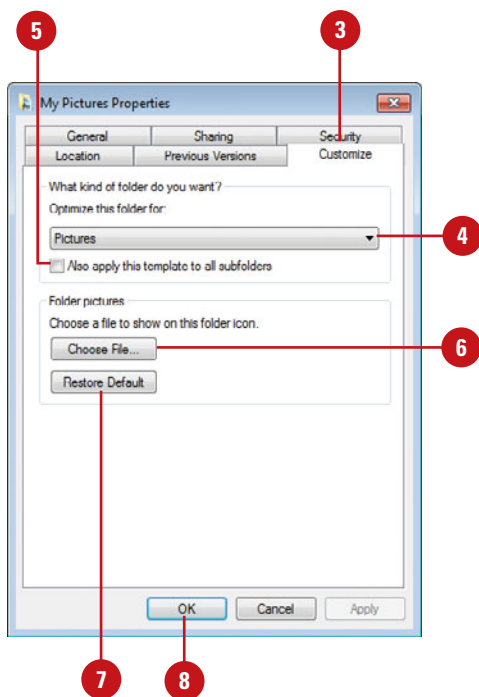 5
3
My Pictures Properties
General Sharing Security
Location Previous Versions Customize
What kind of folder do you want?
Optimize this folder for:
Pictures
4
Also apply this template to all subfolders
Folder pictures
Choose a file to show on this folder icon.
Choose File...
6
Restore Default
OK Cancel Apply
7
8